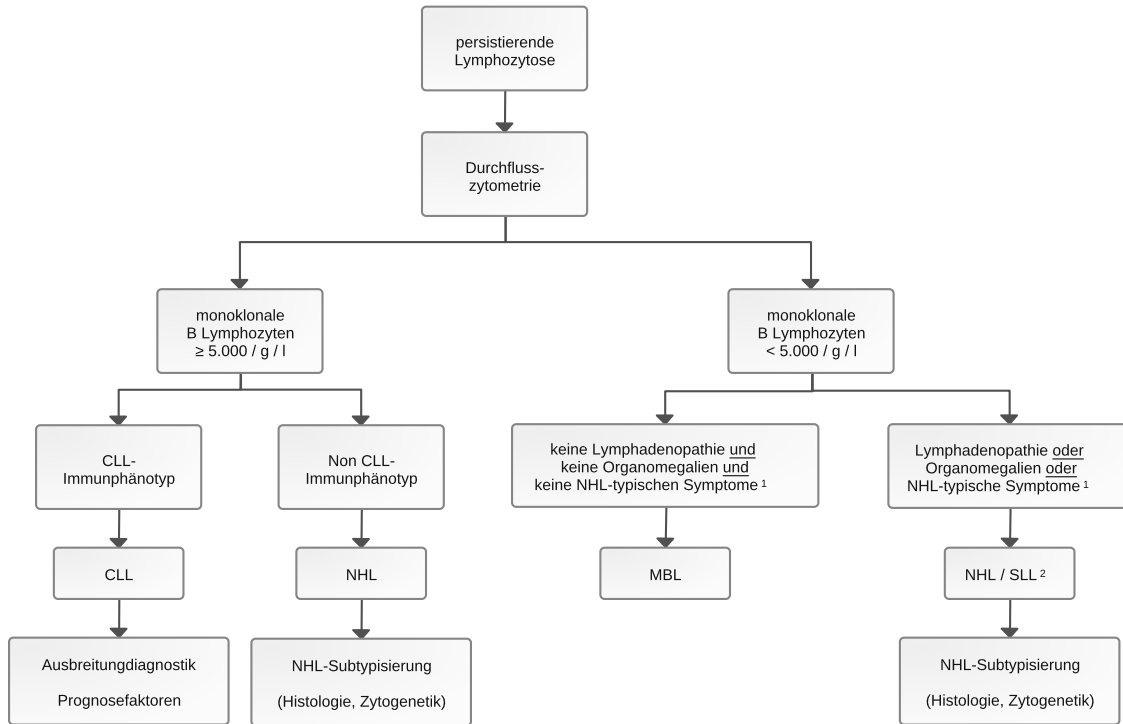 persistierende
Lymphozytose
Durchfluss-
zytometrie
monoklonale
B Lymphozyten
≥ 5.000 / g / l
monoklonale
B Lymphozyten
< 5.000 / g / l
CLL-
Immunphänotyp
Non CLL-
Immunphänotyp
keine Lymphadenopathie und
keine Organomegalien und
keine NHL-typischen Symptome 1
Lymphadenopathie oder
Organomegalien oder
NHL-typische Symptome 1
CLL
NHL
MBL
NHL / SLL 2
Ausbreitungdiagnostik
Prognosefaktoren
NHL-Subtypisierung
(Histologie, Zytogenetik)
NHL-Subtypisierung
(Histologie, Zytogenetik)